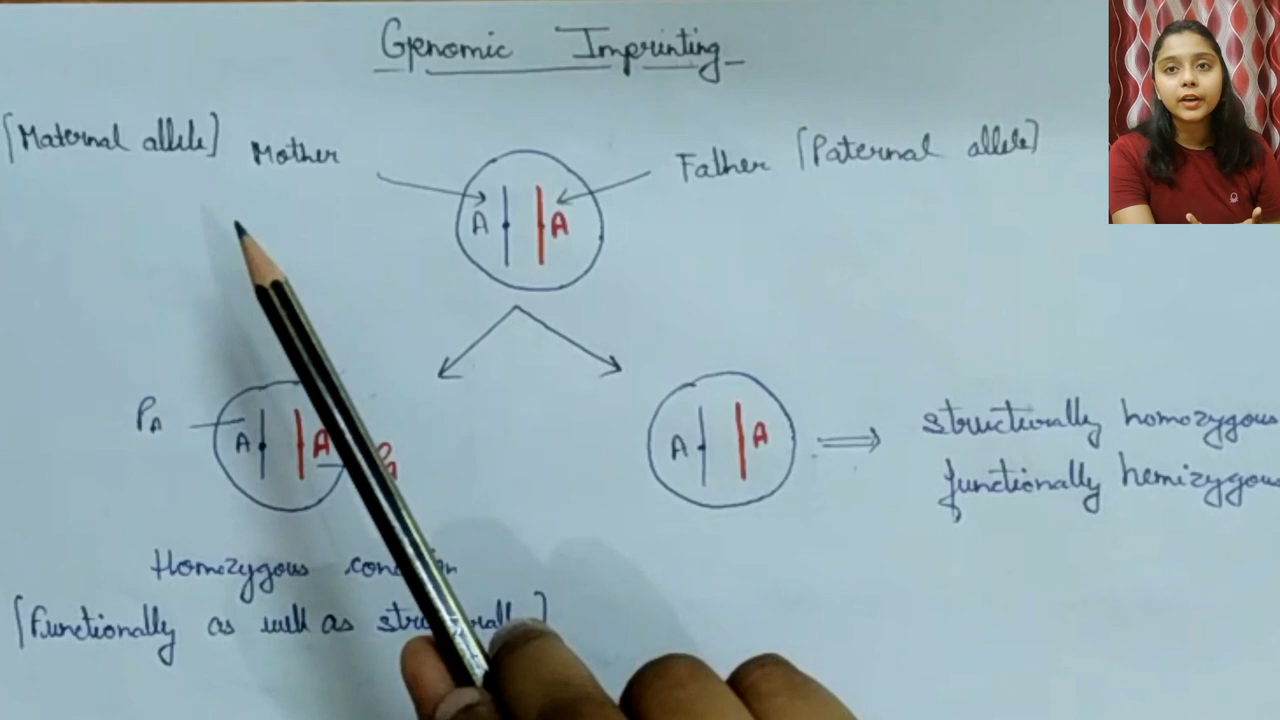 Genomic Imprinting
[Maternal allele] Mother
Father [Paternal allele]
A A
PA A A
A A
structurally homozygous
functionally hemizygous
Homozygous
[Functionally as well as